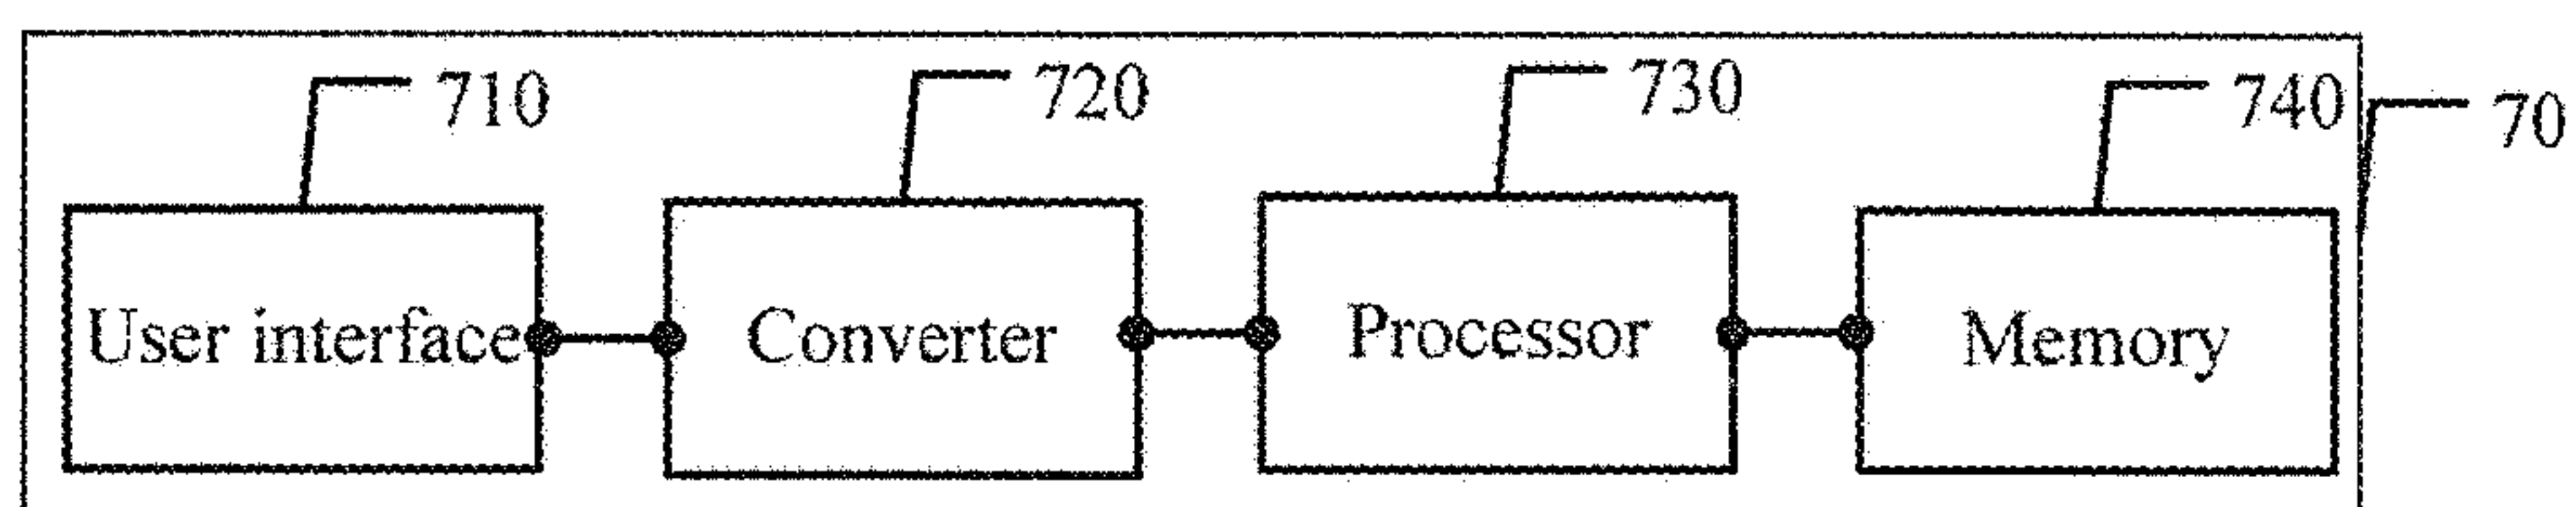 710 720 730 740 70
User interface Converter Processor Memory